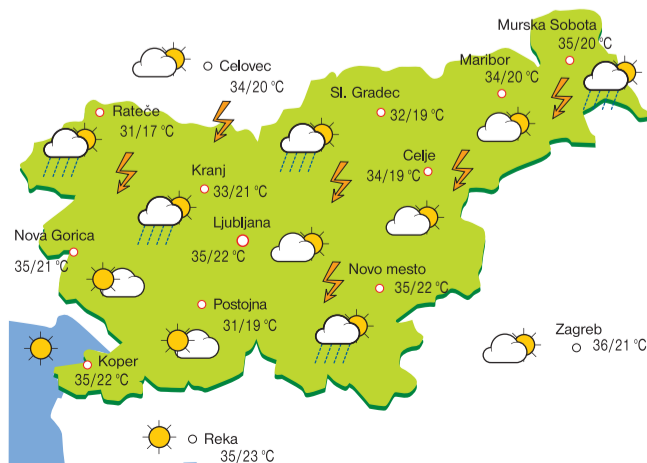 Murska Sobota
35/20 °C
Celovec
34/20 °C
Maribor
34/20 °C
Sl. Gradec
32/19 °C
Rateče
31/17 °C
Celje
34/19 °C
Kranj
33/21 °C
Ljubljana
35/22 °C
Nova Gorica
35/21 °C
Novo mesto
35/22 °C
Postojna
31/19 °C
Zagreb
36/21 °C
Koper
35/22 °C
Reka
35/23 °C